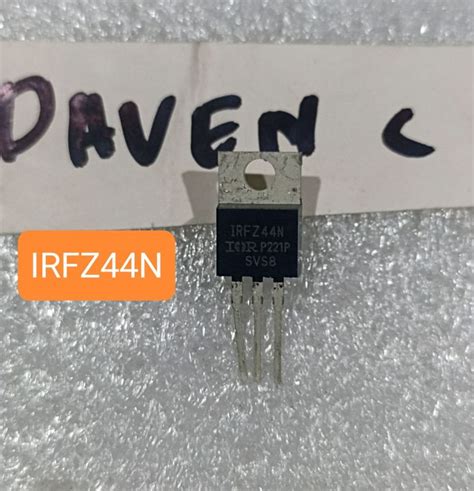 DAVEN C
IRFZ44N
IOR P221P
SVS8
IRFZ44N